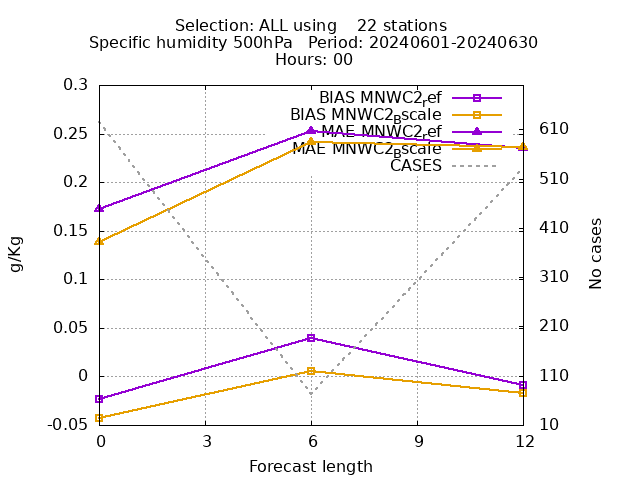 Selection: ALL using    22 stations
Specific humidity 500hPa   Period: 20240601-20240630
Hours: 00
BIAS MNWC2_ref
BIAS MNWC2_Bscale
MAE MNWC2_ref
MAE MNWC2_Bscale
CASES
0.3
0.25
0.2
0.15
0.1
0.05
0
-0.05
610
510
410
310
210
110
10
g/Kg
No cases
0 3 6 9 12
Forecast length